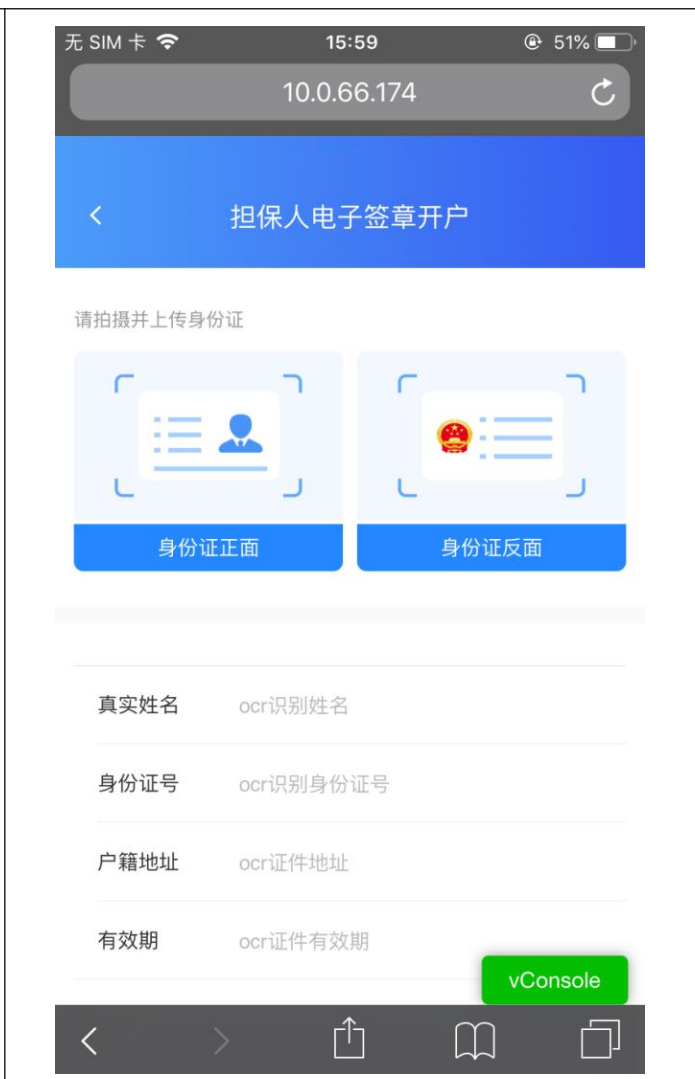 无 SIM 卡 15:59 51%
10.0.66.174
担保人电子签章开户
请拍摄并上传身份证
身份证正面 身份证反面
真实姓名 ocr识别姓名
身份证号 ocr识别身份证号
户籍地址 ocr证件地址
有效期 ocr证件有效期
vConsole